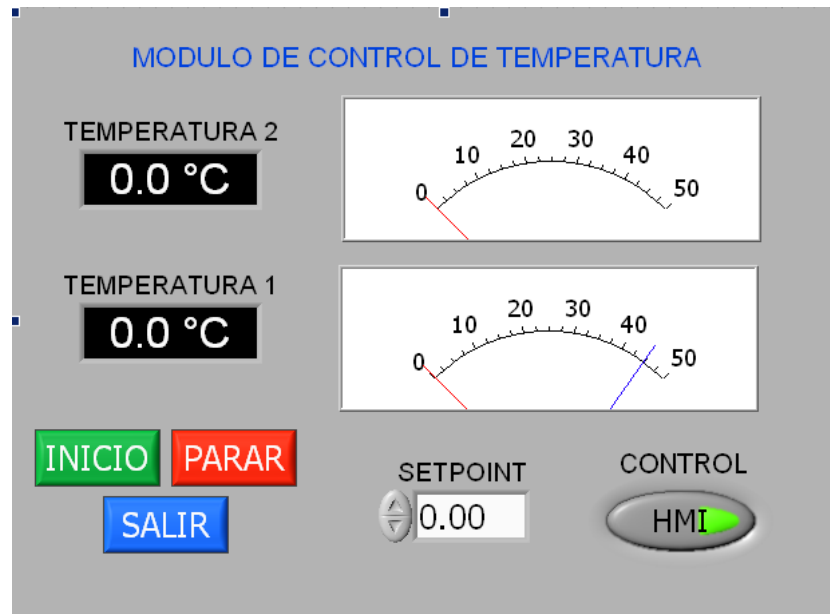 MODULO DE CONTROL DE TEMPERATURA
TEMPERATURA 2
0.0 °C
0 10 20 30 40 50
TEMPERATURA 1
0.0 °C
0 10 20 30 40 50
INICIO PARAR
SALIR
SETPOINT
0.00
CONTROL
HMI